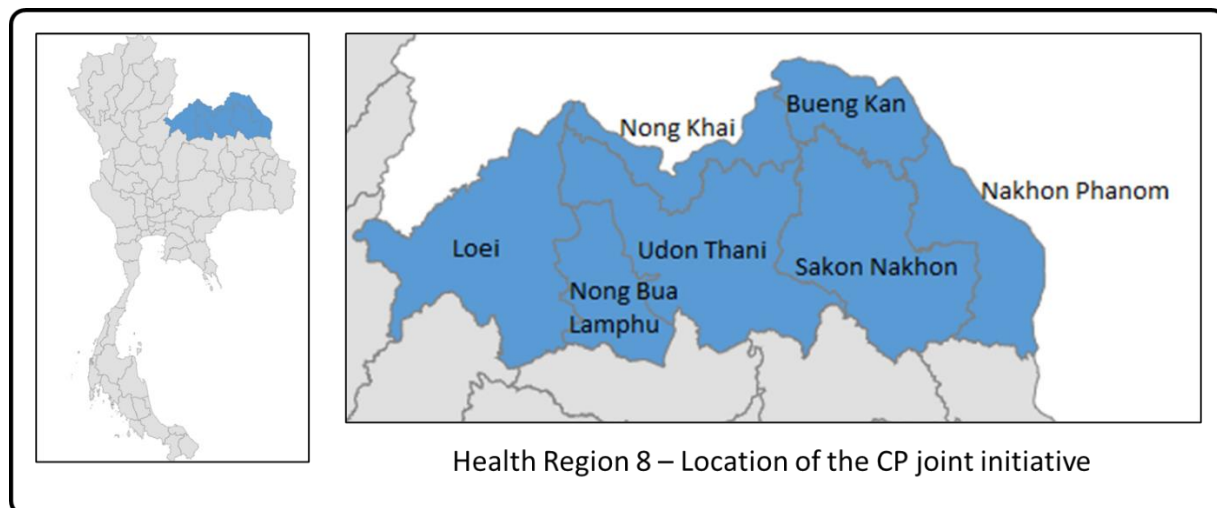 Bueng Kan
Nong Khai
Nakhon Phanom
Loei
Udon Thani
Sakon Nakhon
Nong Bua
Lamphu
Health Region 8 – Location of the CP joint initiative